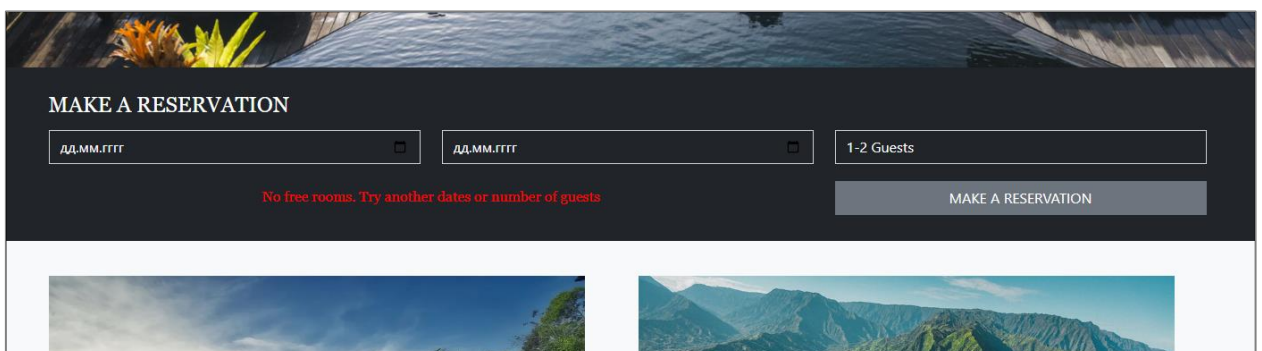 MAKE A RESERVATION
дд.мм.гггг
дд.мм.гггг
1-2 Guests
No free rooms. Try another dates or number of guests
MAKE A RESERVATION